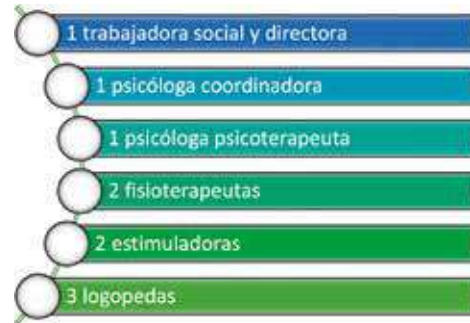 1 trabajadora social y directora
1 psicóloga coordinadora
1 psicóloga psicoterapeuta
2 fisioterapeutas
2 estimuladoras
3 logopedas